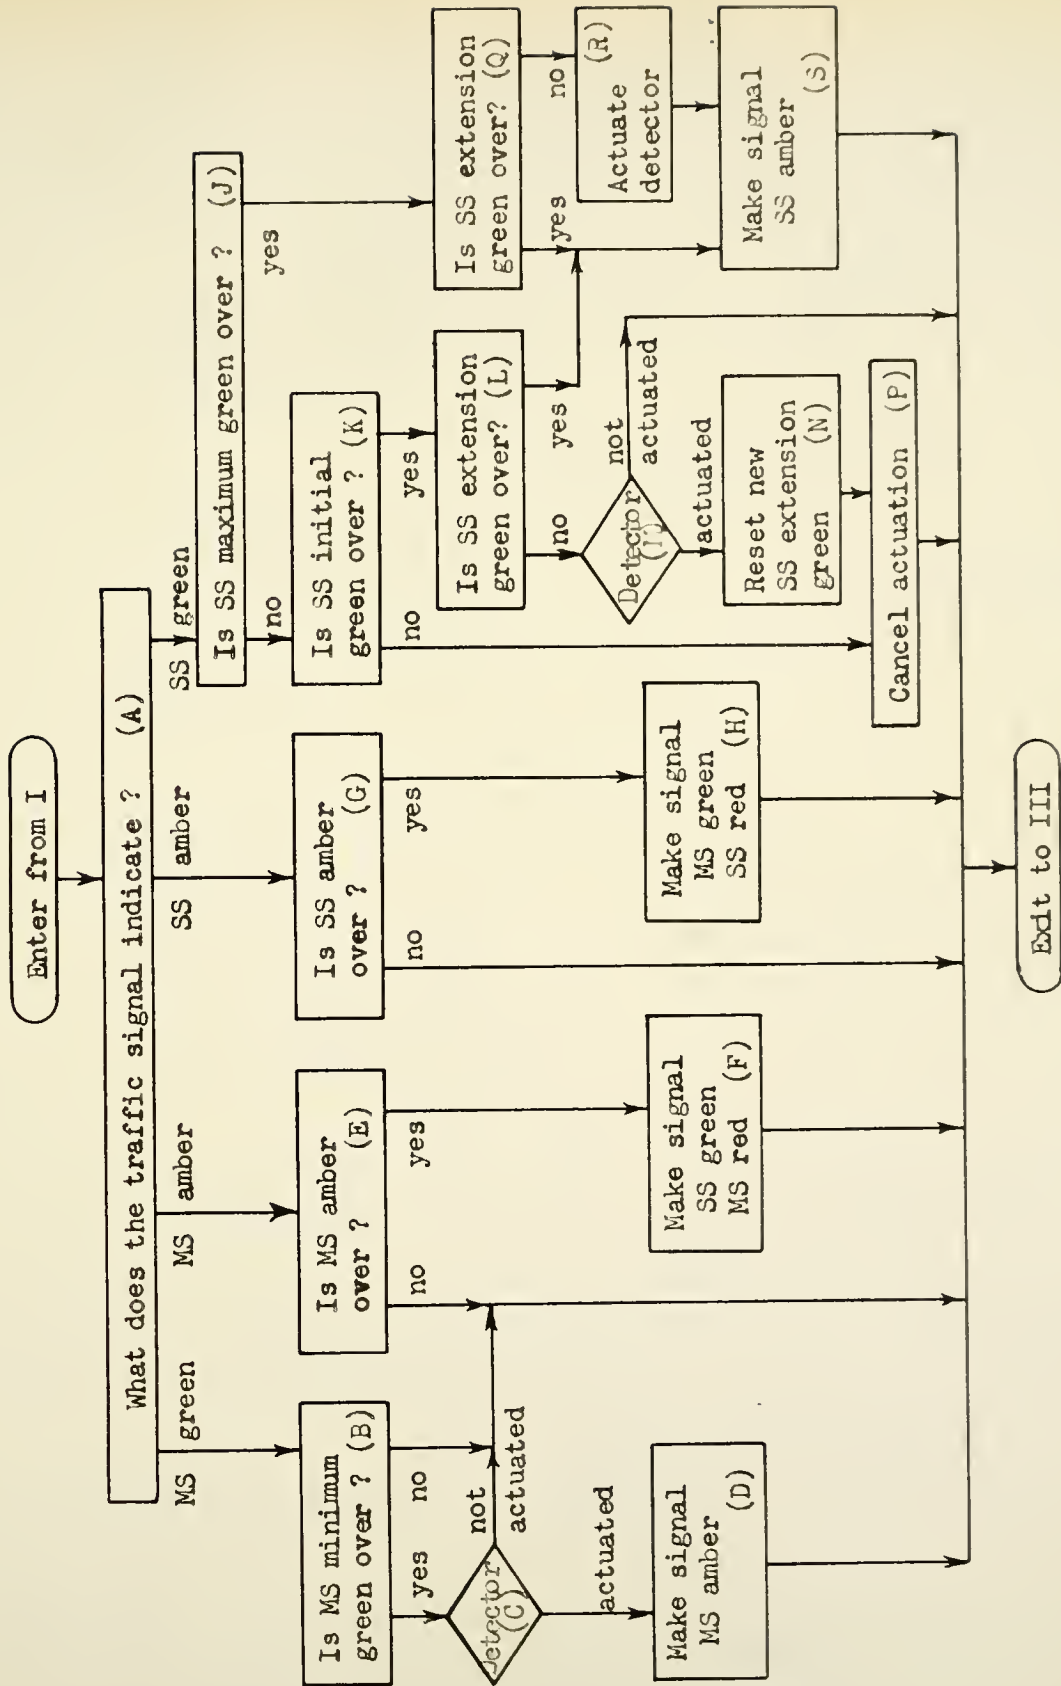 Enter from I
What does the traffic signal indicate ? (A)
MS green
MS amber
SS amber
SS green
Is MS minimum
green over ? (B)
yes
no
Detector
(C)
not
actuated
actuated
Make signal
MS amber
(D)
Is MS amber
over ? (E)
no
yes
Make signal
SS green
MS red (F)
Is SS amber
over ? (G)
no
yes
Make signal
MS green
SS red (H)
Is SS maximum green over ? (J)
no
yes
Is SS initial
green over ? (K)
no
yes
Is SS extension
green over? (L)
no
yes
Detector
not
actuated
actuated
Reset new
SS extension
green (N)
Cancel actuation (P)
Is SS extension
green over? (Q)
yes
no
(R)
Actuate
detector
Make signal
SS amber
(S)
Exit to III